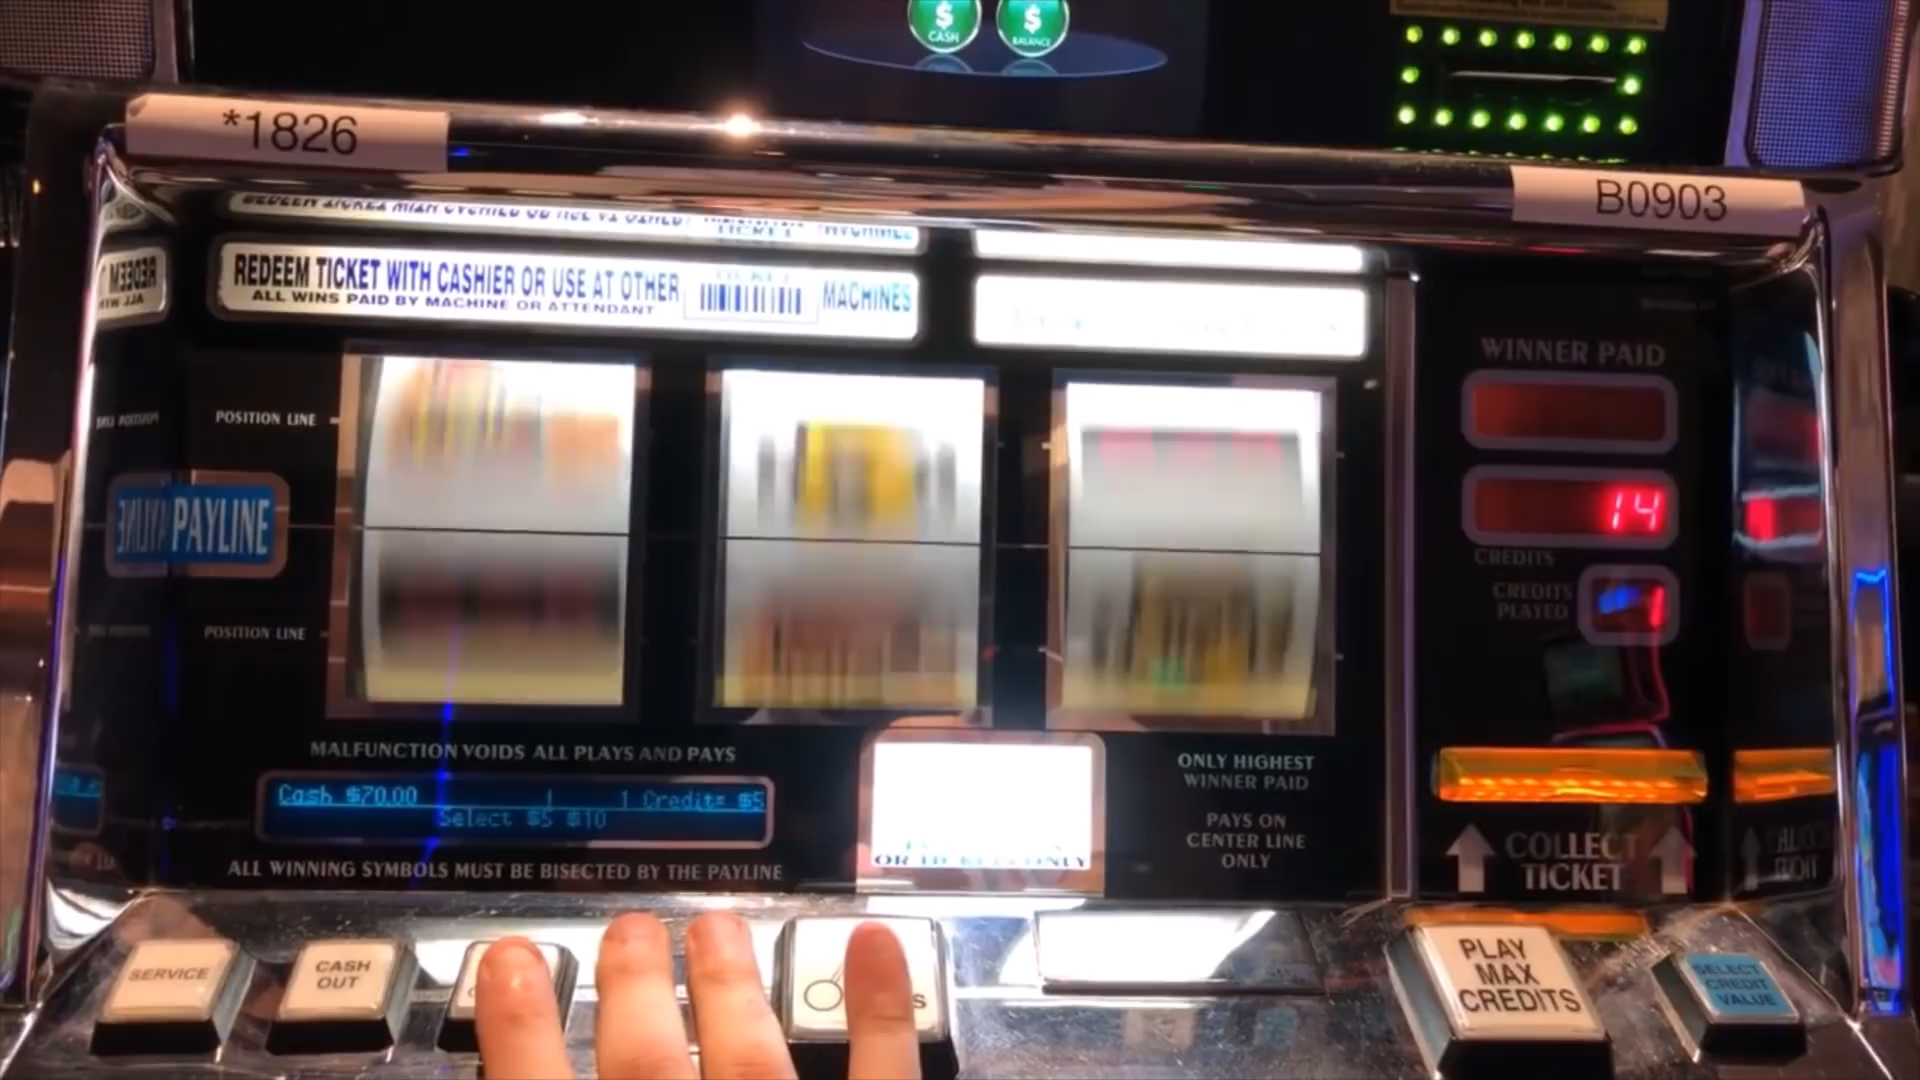 $ $
CASH BALANCE
*1826
B0903
REDEEM TICKET WITH CASHIER OR USE AT OTHER MACHINES
ALL WINS PAID BY MACHINE OR ATTENDANT
WINNER PAID
POSITION LINE
PAYLINE
14
CREDITS
CREDITS PLAYED
1
POSITION LINE
MALFUNCTION VOIDS ALL PLAYS AND PAYS
Cash $70.00 1 Credit= $5
Select $5 $10
ALL WINNING SYMBOLS MUST BE BISECTED BY THE PAYLINE
OR TICKET ONLY
ONLY HIGHEST
WINNER PAID
PAYS ON
CENTER LINE
ONLY
COLLECT
TICKET
SERVICE
CASH
OUT
PLAY
MAX
CREDITS
SELECT
CREDIT
VALUE